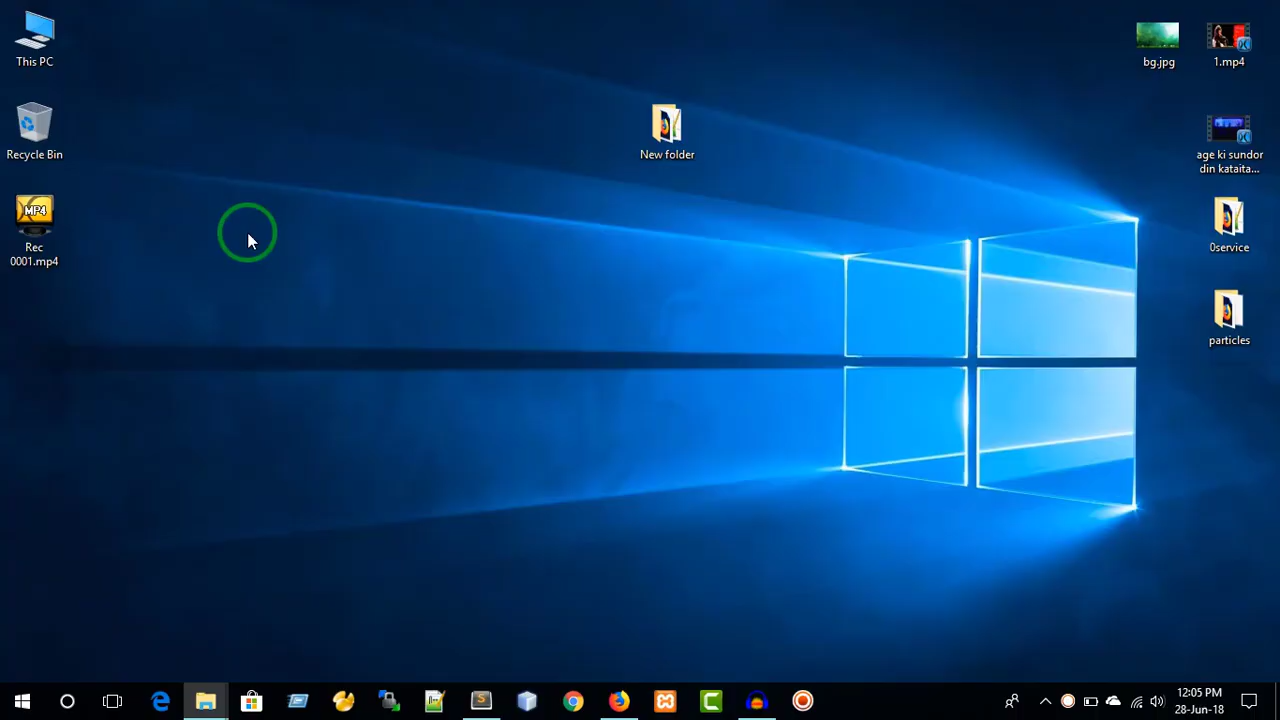 This PC
Recycle Bin
MP4
Rec
0001.mp4
New folder
bg.jpg
1.mp4
age ki sundor
din kataita...
0service
particles
12:05 PM
28-Jun-18